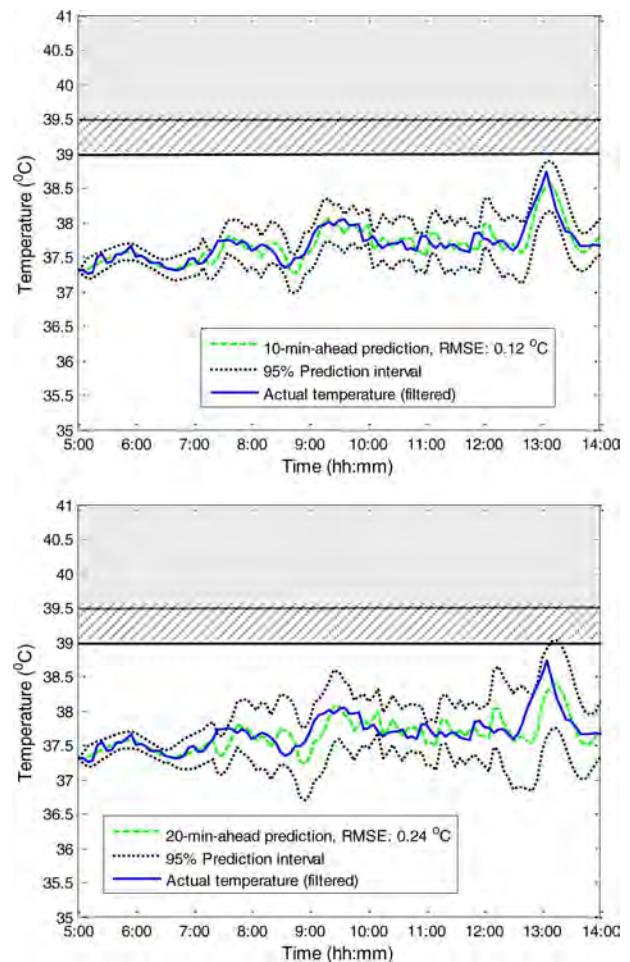 41
40.5
40
39.5
39
38.5
38
37.5
37
36.5
36
35.5
35
Temperature (⁰C)
10-min-ahead prediction, RMSE: 0.12 ⁰C
95% Prediction interval
Actual temperature (filtered)
5:00 6:00 7:00 8:00 9:00 10:00 11:00 12:00 13:00 14:00
Time (hh:mm)
41
40.5
40
39.5
39
38.5
38
37.5
37
36.5
36
35.5
35
Temperature (⁰C)
20-min-ahead prediction, RMSE: 0.24 ⁰C
95% Prediction interval
Actual temperature (filtered)
5:00 6:00 7:00 8:00 9:00 10:00 11:00 12:00 13:00 14:00
Time (hh:mm)